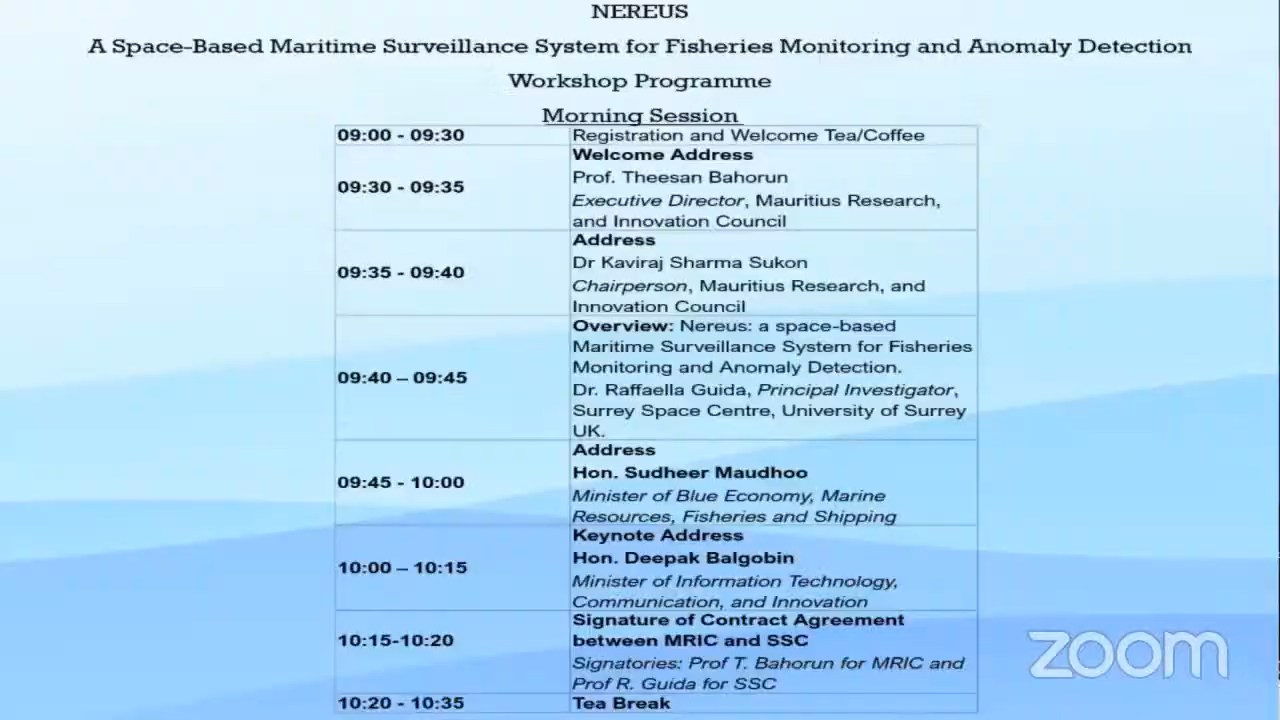 NEREUS
A Space-Based Maritime Surveillance System for Fisheries Monitoring and Anomaly Detection
Workshop Programme
Morning Session
09:00 - 09:30
Registration and Welcome Tea/Coffee
09:30 - 09:35
Welcome Address
Prof. Theesan Bahorun
Executive Director, Mauritius Research,
and Innovation Council
09:35 - 09:40
Address
Dr Kaviraj Sharma Sukon
Chairperson, Mauritius Research, and
Innovation Council
09:40 – 09:45
Overview: Nereus: a space-based
Maritime Surveillance System for Fisheries
Monitoring and Anomaly Detection.
Dr. Raffaella Guida, Principal Investigator,
Surrey Space Centre, University of Surrey
UK.
09:45 - 10:00
Address
Hon. Sudheer Maudhoo
Minister of Blue Economy, Marine
Resources, Fisheries and Shipping
10:00 – 10:15
Keynote Address
Hon. Deepak Balgobin
Minister of Information Technology,
Communication, and Innovation
10:15-10:20
Signature of Contract Agreement
between MRIC and SSC
Signatories: Prof T. Bahorun for MRIC and
Prof R. Guida for SSC
10:20 - 10:35
Tea Break
zoom